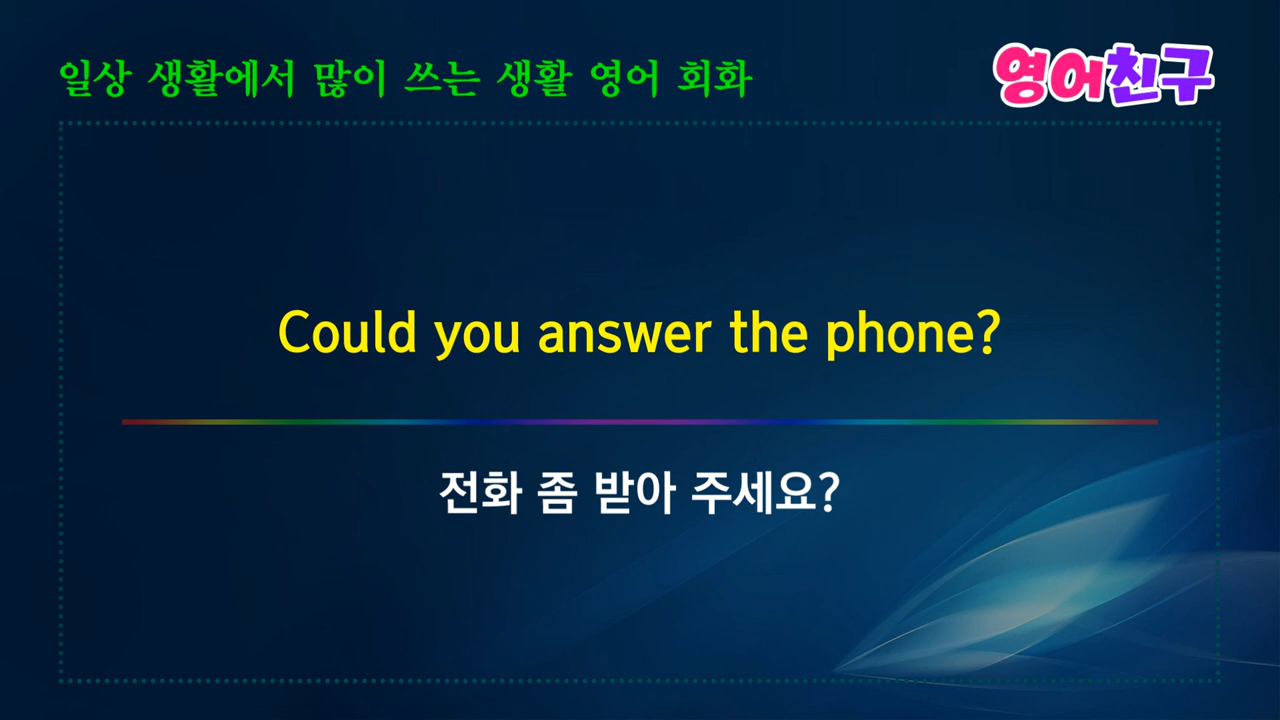 일상 생활에서 많이 쓰는 생활 영어 회화
영어친구
Could you answer the phone?
전화 좀 받아 주세요?